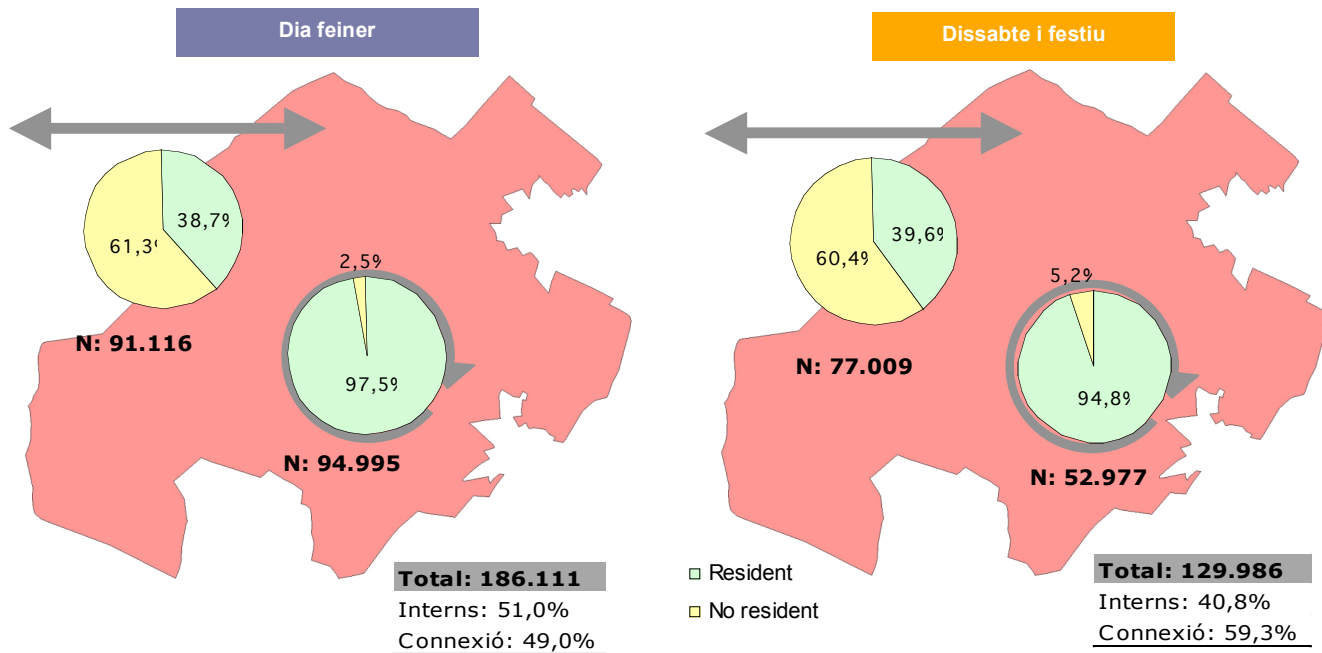 Dia feiner
38,7%
61,3%
2,5%
97,5%
N: 91.116
N: 94.995
Total: 186.111
Interns: 51,0%
Connexió: 49,0%
Dissabte i festiu
39,6%
60,4%
5,2%
94,8%
N: 77.009
N: 52.977
Resident
No resident
Total: 129.986
Interns: 40,8%
Connexió: 59,3%